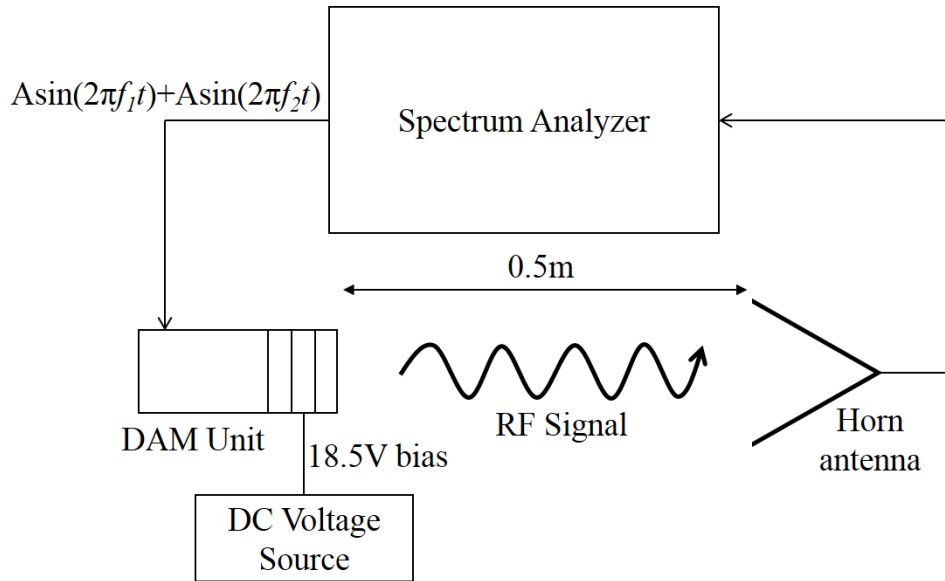 Asin(2πf₁t)+Asin(2πf₂t)
Spectrum Analyzer
0.5m
DAM Unit
RF Signal
Horn
antenna
18.5V bias
DC Voltage
Source